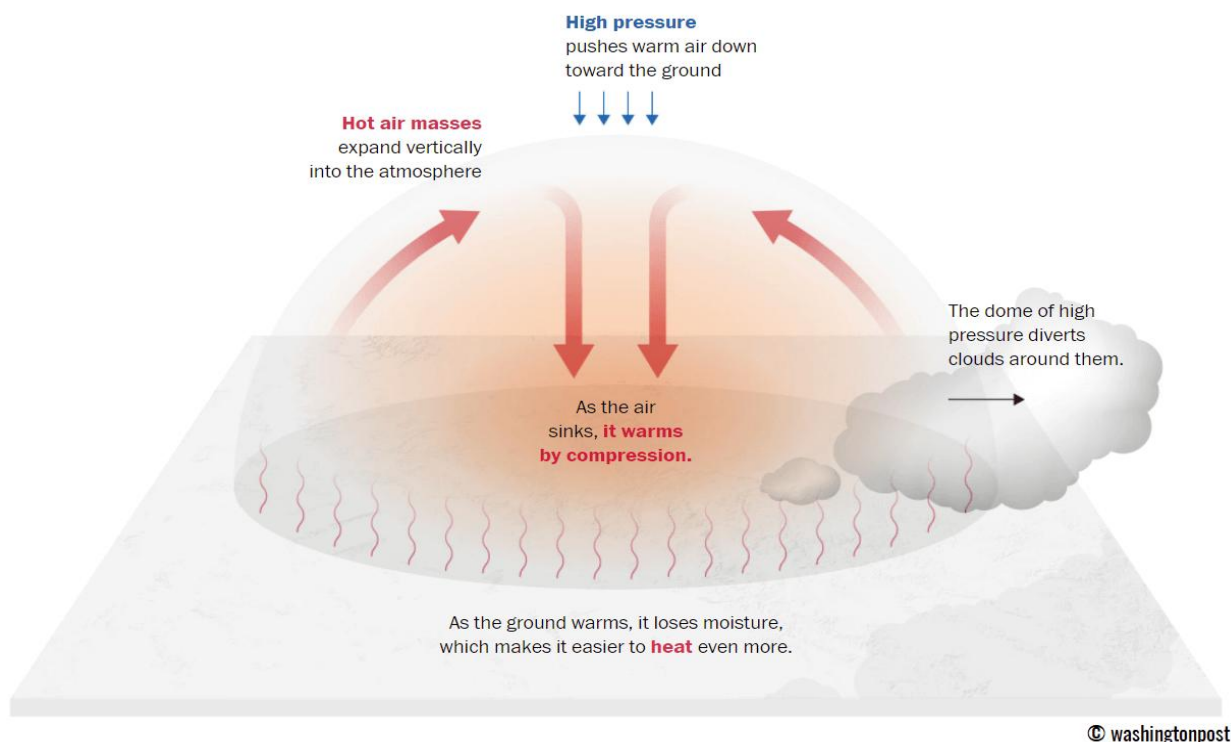 High pressure
pushes warm air down
toward the ground
Hot air masses
expand vertically
into the atmosphere
The dome of high
pressure diverts
clouds around them.
As the air
sinks, it warms
by compression.
As the ground warms, it loses moisture,
which makes it easier to heat even more.
© washingtonpost